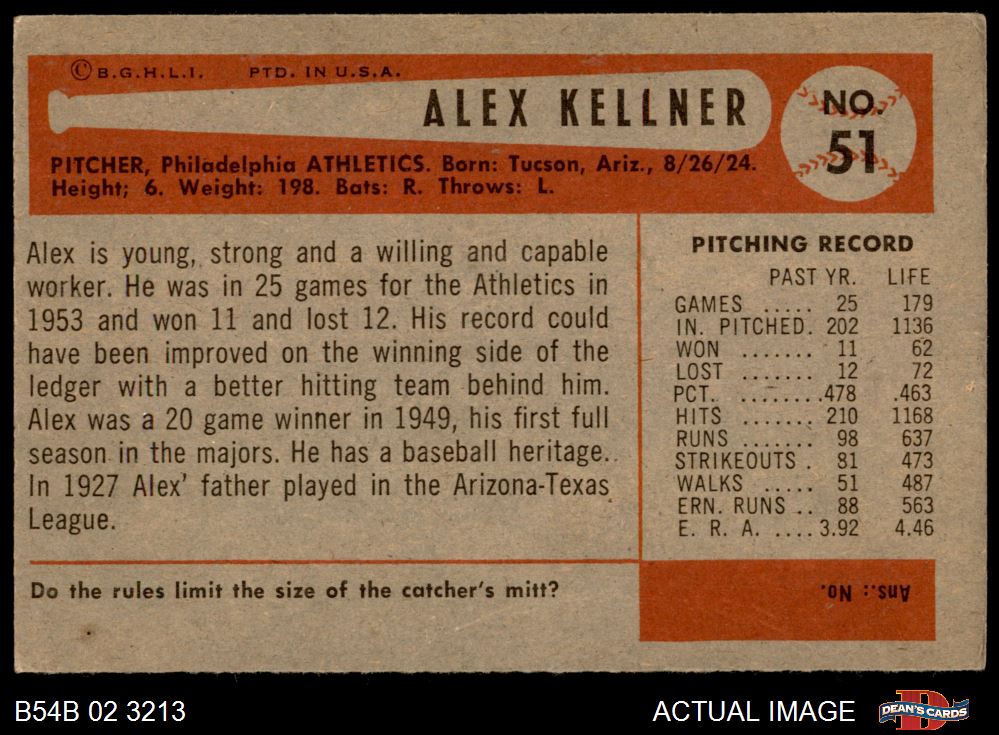 © B.G.H.L.I. PTD. IN U.S.A.
ALEX KELLNER
NO.
51
PITCHER, Philadelphia ATHLETICS. Born: Tucson, Ariz., 8/26/24.
Height; 6. Weight: 198. Bats: R. Throws: L.
Alex is young, strong and a willing and capable
worker. He was in 25 games for the Athletics in
1953 and won 11 and lost 12. His record could
have been improved on the winning side of the
ledger with a better hitting team behind him.
Alex was a 20 game winner in 1949, his first full
season in the majors. He has a baseball heritage.
In 1927 Alex' father played in the Arizona-Texas
League.
PITCHING RECORD
PAST YR. LIFE
GAMES ..... 25 179
IN. PITCHED. 202 1136
WON ....... 11 62
LOST ....... 12 72
PCT. ........478 .463
HITS ....... 210 1168
RUNS ....... 98 637
STRIKEOUTS . 81 473
WALKS ..... 51 487
ERN. RUNS .. 88 563
E. R. A. .... 3.92 4.46
Do the rules limit the size of the catcher's mitt?
Ans.: No.
B54B 02 3213
ACTUAL IMAGE
D
DEAN'S CARDS